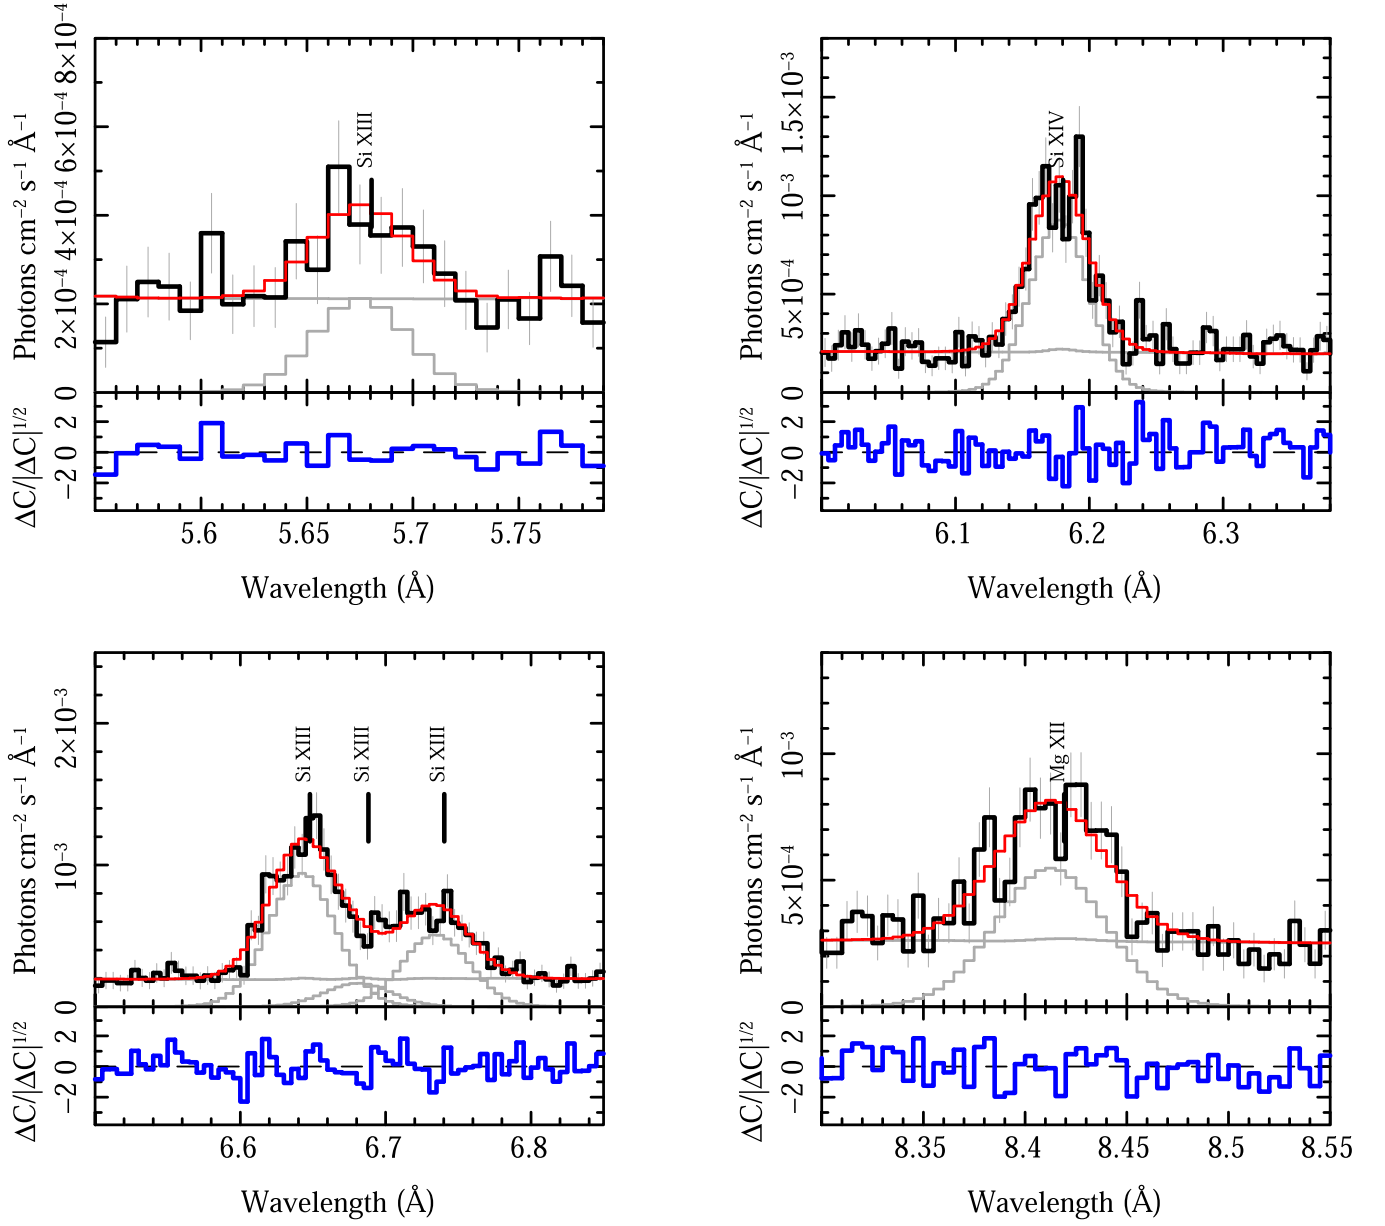 Photons cm⁻² s⁻¹ Å⁻¹
0 2×10⁻⁴ 4×10⁻⁴ 6×10⁻⁴ 8×10⁻⁴
Si XIII
ΔC/|ΔC|^1/2
−2 0 2
5.6 5.65 5.7 5.75
Wavelength (Å)
Photons cm⁻² s⁻¹ Å⁻¹
0 5×10⁻⁴ 10⁻³ 1.5×10⁻³
Si XIV
ΔC/|ΔC|^1/2
−2 0 2
6.1 6.2 6.3
Wavelength (Å)
Photons cm⁻² s⁻¹ Å⁻¹
0 10⁻³ 2×10⁻³
Si XIII
Si XIII
Si XIII
ΔC/|ΔC|^1/2
−2 0 2
6.6 6.7 6.8
Wavelength (Å)
Photons cm⁻² s⁻¹ Å⁻¹
0 5×10⁻⁴ 10⁻³
Mg XII
ΔC/|ΔC|^1/2
−2 0 2
8.35 8.4 8.45 8.5 8.55
Wavelength (Å)